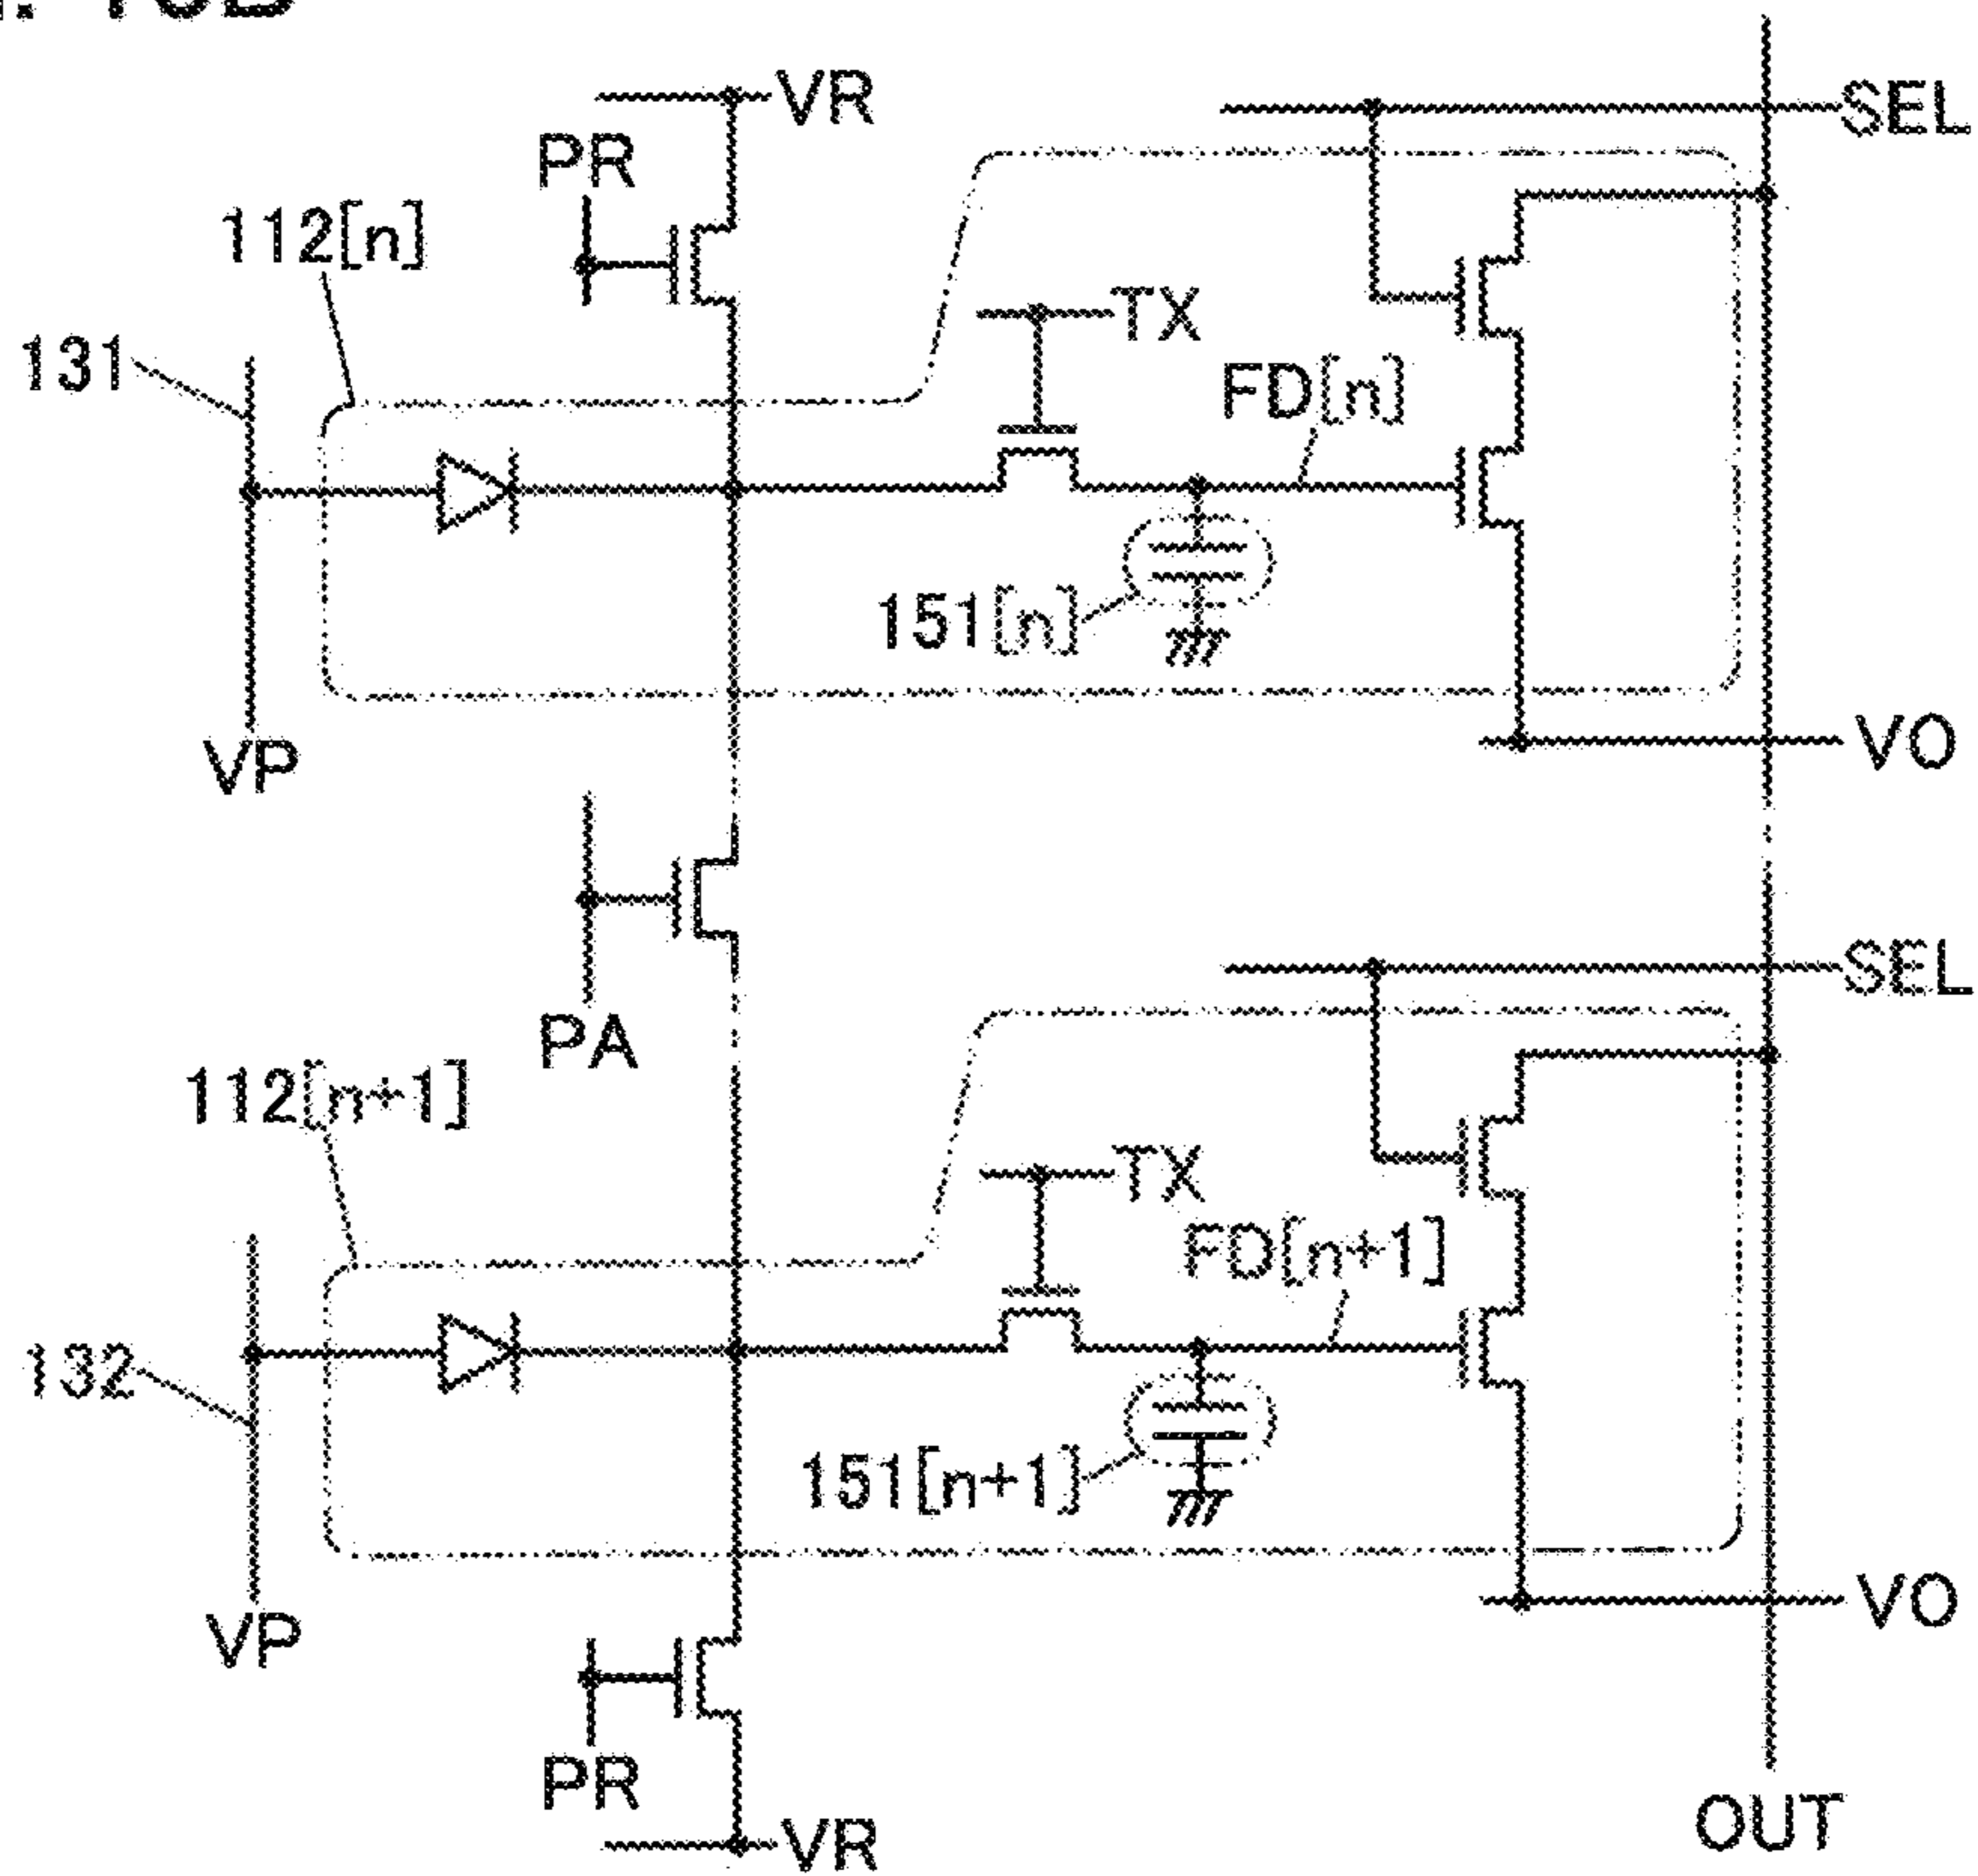 VR
SEL
PR
112[n]
TX
131
FD[n]
151[n]
VP
VO
SEL
PA
112[n+1]
TX
FD[n+1]
132
151[n+1]
VO
VP
PR
OUT
VR